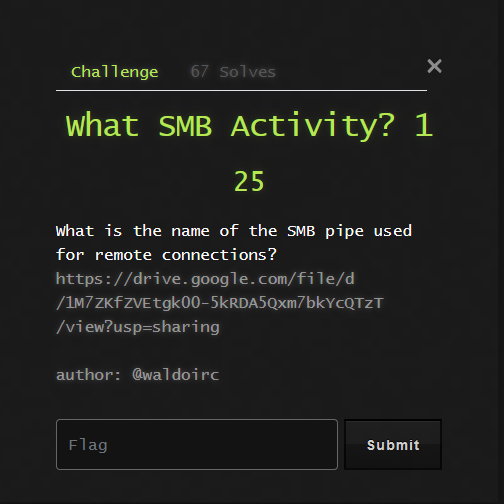 Challenge 67 Solves
What SMB Activity? 1
25
What is the name of the SMB pipe used
for remote connections?
https://drive.google.com/file/d
/1M7ZKfZVEtgkOO-5kRDA5Qxm7bkYcQTzT
/view?usp=sharing
author: @waldoirc
Flag Submit